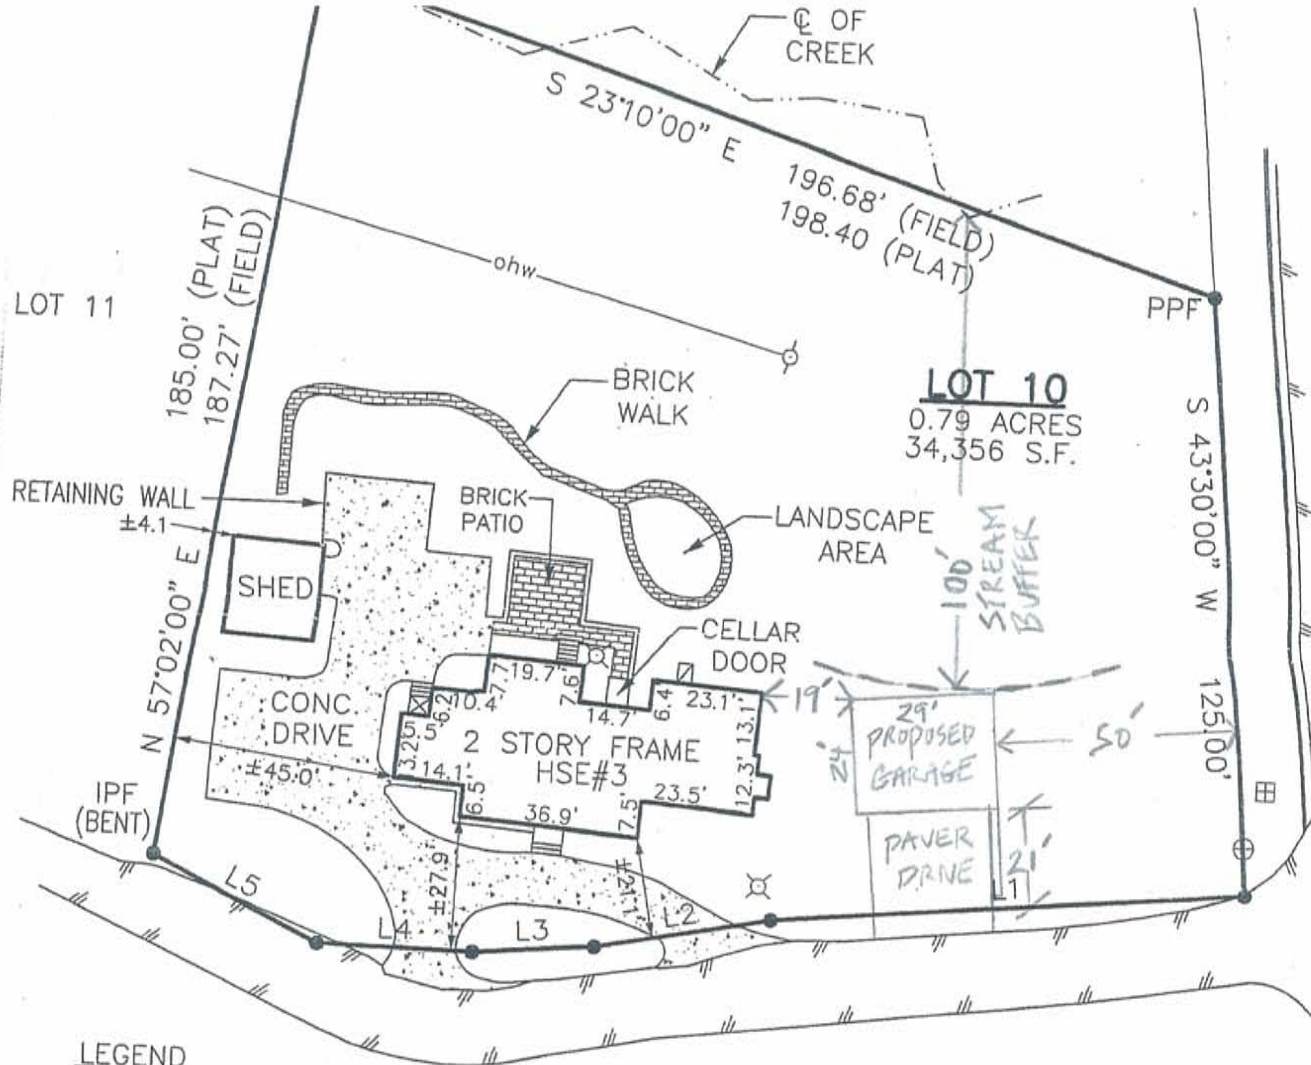 ℄ OF
CREEK
S 23°10'00" E
196.68' (FIELD)
198.40 (PLAT)
185.00' (PLAT)
187.27' (FIELD)
ohw
LOT 11
PPF
BRICK
WALK
LOT 10
0.79 ACRES
34,356 S.F.
S 43°30'00" W
125.00'
RETAINING WALL
±4.1
BRICK
PATIO
LANDSCAPE
AREA
100'
STREAM
BUFFER
SHED
N 57°02'00" E
CELLAR
DOOR
CONC.
DRIVE
±45.0'
19.7'
7.7
10.4'
6.2
7.6
14.7'
6.4
23.1'
13.1'
5.5'
3.2
14.1'
6.5'
2 STORY FRAME
HSE#3
36.9'
7.5'
23.5'
12.3'
19'
29'
PROPOSED
GARAGE
24'
50'
PAVER
DRIVE
21'
IPF
(BENT)
±27.9'
±21.1'
L5
L4
L3
L2
L1
LEGEND